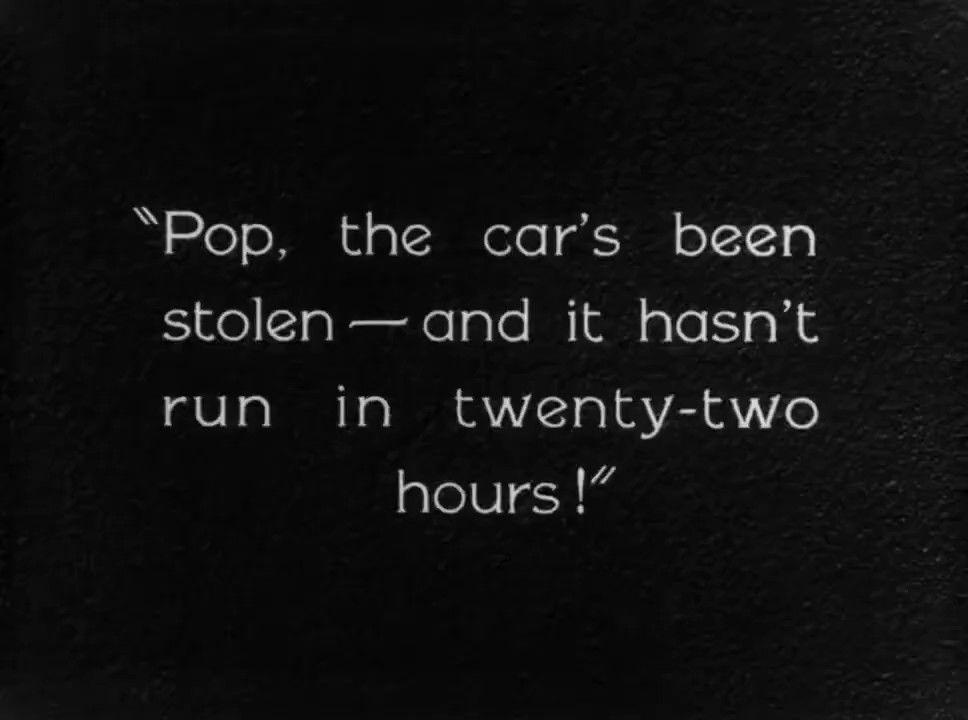 “Pop, the car's been
stolen — and it hasn't
run in twenty-two
hours!”